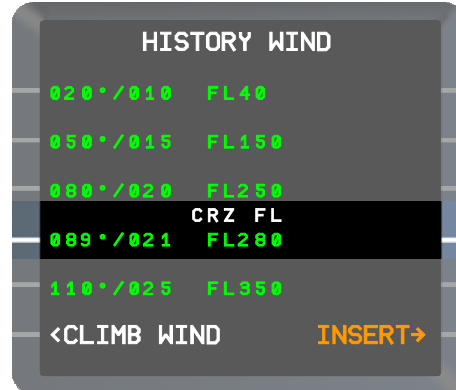 HISTORY WIND
020°/010 FL40
050°/015 FL150
080°/020 FL250
CRZ FL
089°/021 FL280
110°/025 FL350
<CLIMB WIND INSERT→